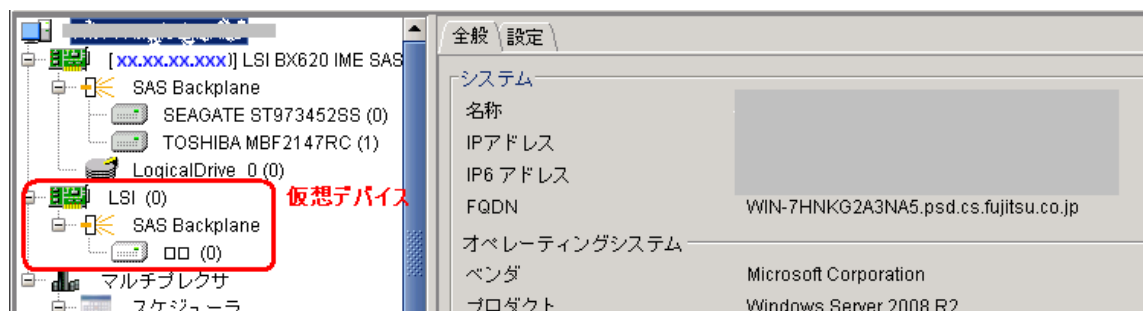 [xx.xx.xx.xxx)] LSI BX620 IME SAS
SAS Backplane
SEAGATE ST973452SS (0)
TOSHIBA MBF2147RC (1)
LogicalDrive_0 (0)
LSI (0)
仮想デバイス
SAS Backplane
□□ (0)
マルチプレクサ
スケジューラ
全般
設定
システム
名称
IPアドレス
IP6 アドレス
FQDN WIN-7HNKG2A3NA5.psd.cs.fujitsu.co.jp
オペレーティングシステム
ベンダ Microsoft Corporation
プロダクト Windows Server 2008 R2